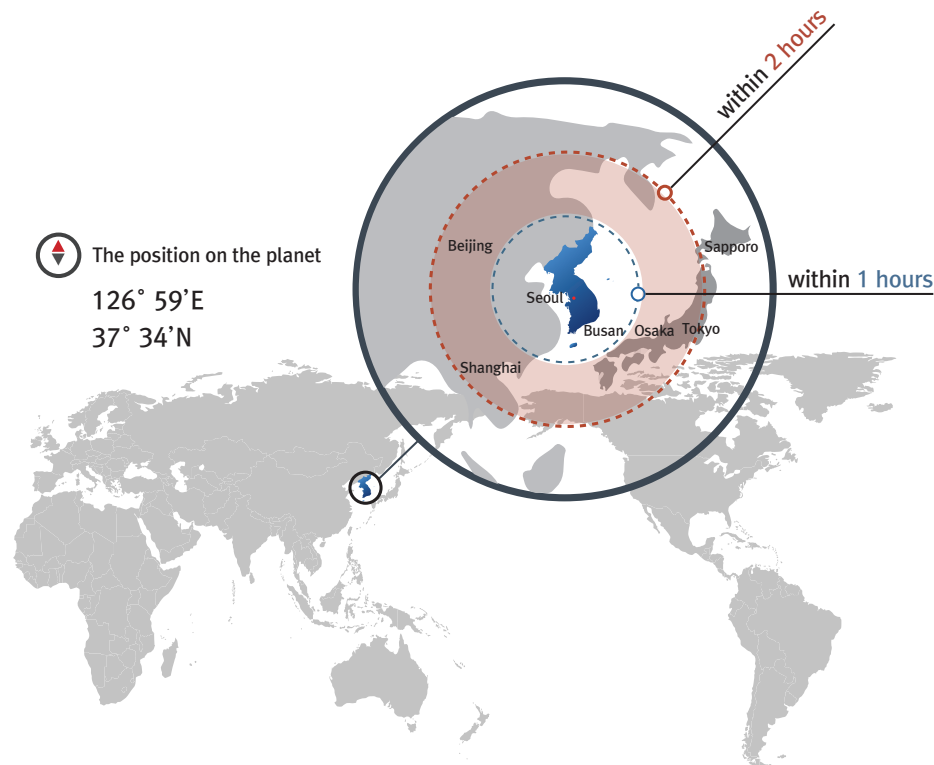 within 2 hours
Beijing
Sapporo
The position on the planet
within 1 hours
126˚ 59’E
Seoul
37˚ 34’N
Busan
Osaka
Tokyo
Shanghai